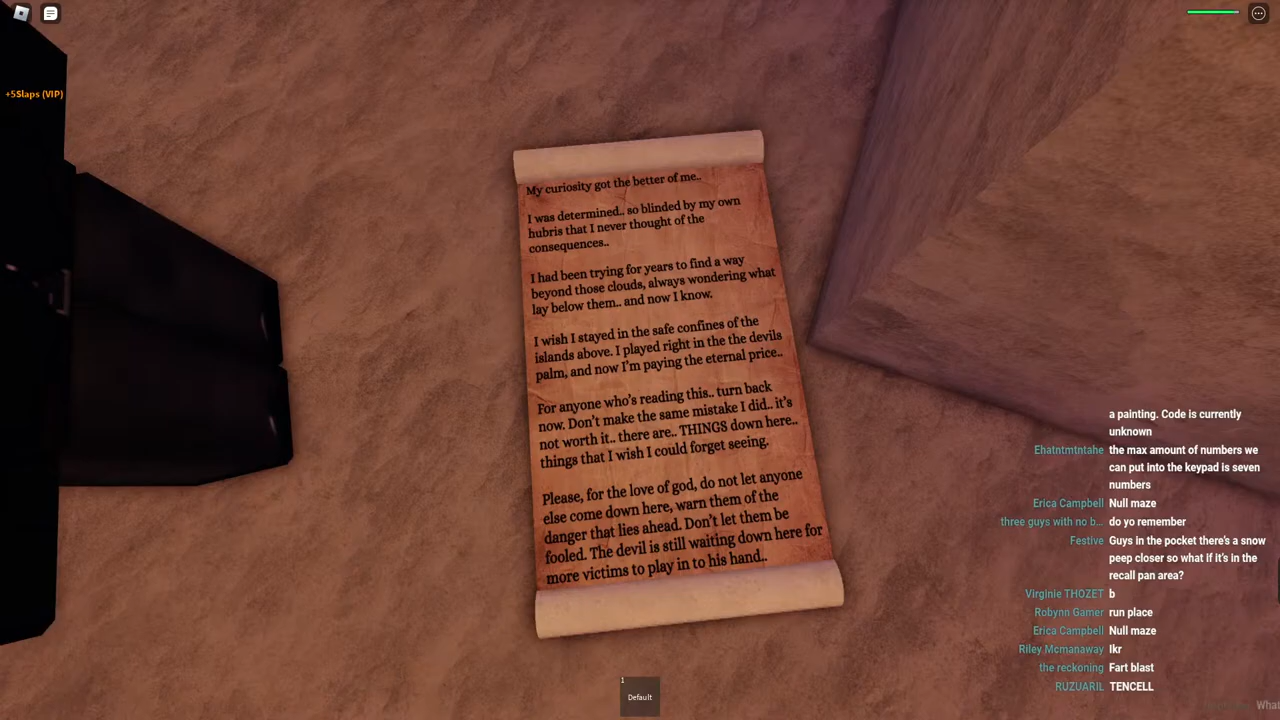 +5Slaps (VIP)
My curiosity got the better of me..
I was determined.. so blinded by my own
hubris that I never thought of the
consequences..
I had been trying for years to find a way
beyond those clouds, always wondering what
lay below them.. and now I know.
I wish I stayed in the safe confines of the
islands above. I played right in the the devils
palm, and now I'm paying the eternal price..
For anyone who's reading this.. turn back
now. Don't make the same mistake I did.. it's
not worth it.. there are.. THINGS down here..
things that I wish I could forget seeing.
Please, for the love of god, do not let anyone
else come down here, warn them of the
danger that lies ahead. Don't let them be
fooled. The devil is still waiting down here for
more victims to play in to his hand..
1
Default
a painting. Code is currently
unknown
Ehatntmtntahe the max amount of numbers we
can put into the keypad is seven
numbers
Erica Campbell Null maze
three guys with no b... do yo remember
Festive Guys in the pocket there's a snow
peep closer so what if it's in the
recall pan area?
Virginie THOZET b
Robynn Gamer run place
Erica Campbell Null maze
Riley Mcmanaway Ikr
the reckoning Fart blast
RUZUARIL TENCELL
What